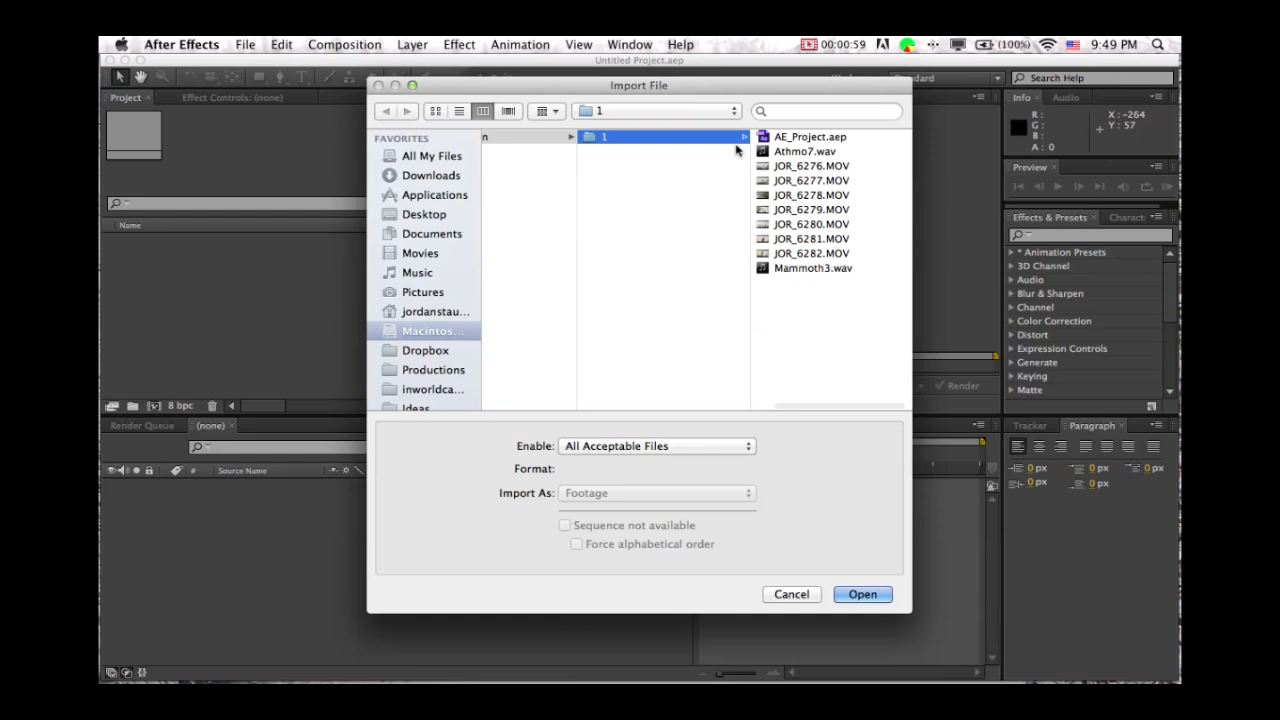 After Effects File Edit Composition Layer Effect Animation View Window Help 00:00:59 (100%) 9:49 PM
Untitled Project.aep
Standard Search Help
Project Effect Controls: (none)
Import File
Info Audio
1
R:
G:
B:
A: 0
X: -264
Y: 57
Preview
Effects & Presets Charact
* Animation Presets
3D Channel
Audio
Blur & Sharpen
Channel
Color Correction
Distort
Expression Controls
Generate
Keying
Matte
Name
FAVORITES
All My Files
Downloads
Applications
Desktop
Documents
Movies
Music
Pictures
jordanstau...
Macintos...
Dropbox
Productions
inworldca...
Ideas
n
1
AE_Project.aep
Athmo7.wav
JOR_6276.MOV
JOR_6277.MOV
JOR_6278.MOV
JOR_6279.MOV
JOR_6280.MOV
JOR_6281.MOV
JOR_6282.MOV
Mammoth3.wav
8 bpc
Render
Render Queue (none)
# Source Name
Tracker Paragraph
0 px 0 px 0 px
0 px 0 px
Enable: All Acceptable Files
Format:
Import As: Footage
Sequence not available
Force alphabetical order
Cancel Open